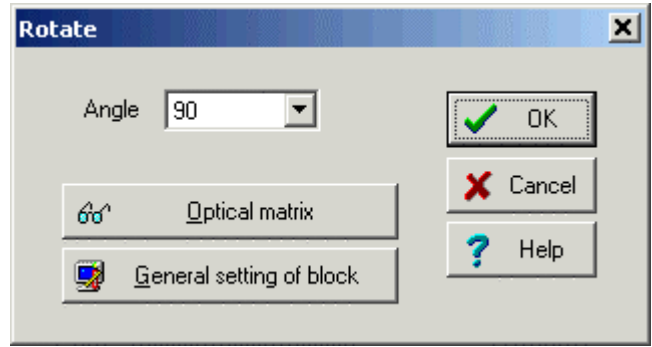 Rotate
Angle 90
OK
Cancel
Optical matrix
Help
General setting of block